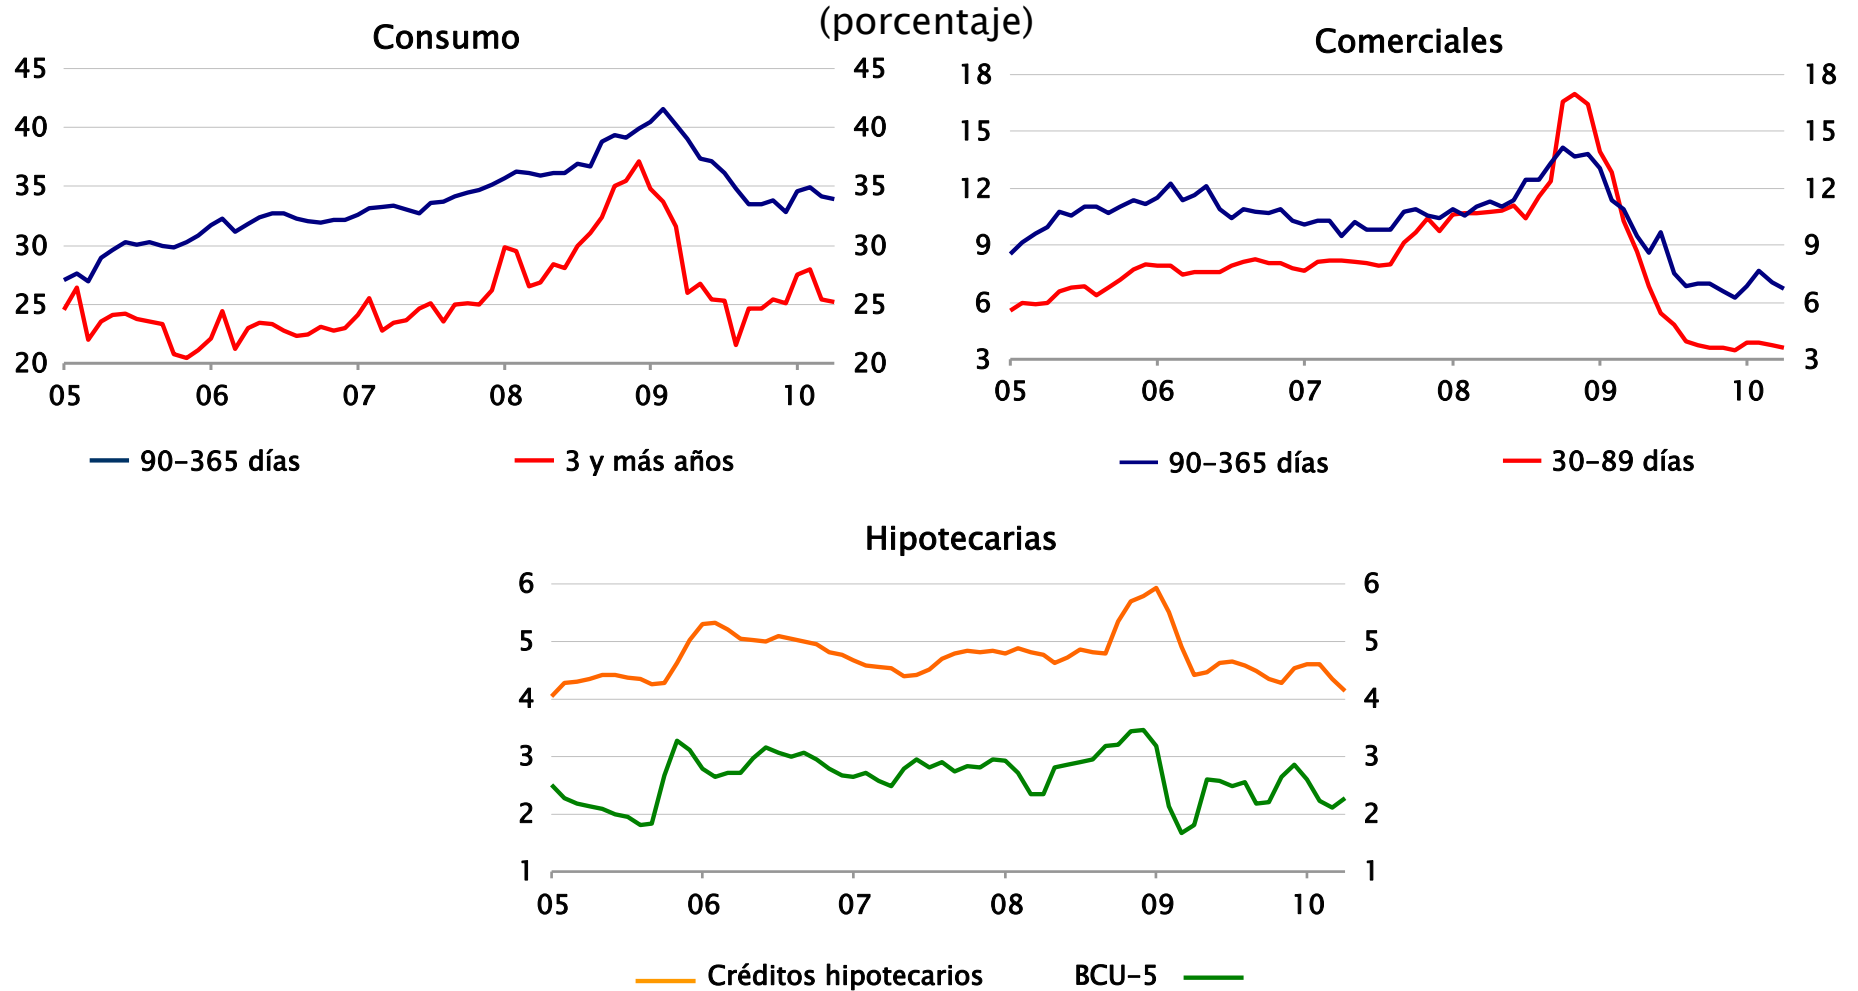 (porcentaje)
Consumo
45 45
40 40
35 35
30 30
25 25
20 20
05 06 07 08 09 10
90-365 días 3 y más años
Comerciales
18 18
15 15
12 12
9 9
6 6
3 3
05 06 07 08 09 10
90-365 días 30-89 días
Hipotecarias
6 6
5 5
4 4
3 3
2 2
1 1
05 06 07 08 09 10
Créditos hipotecarios BCU-5